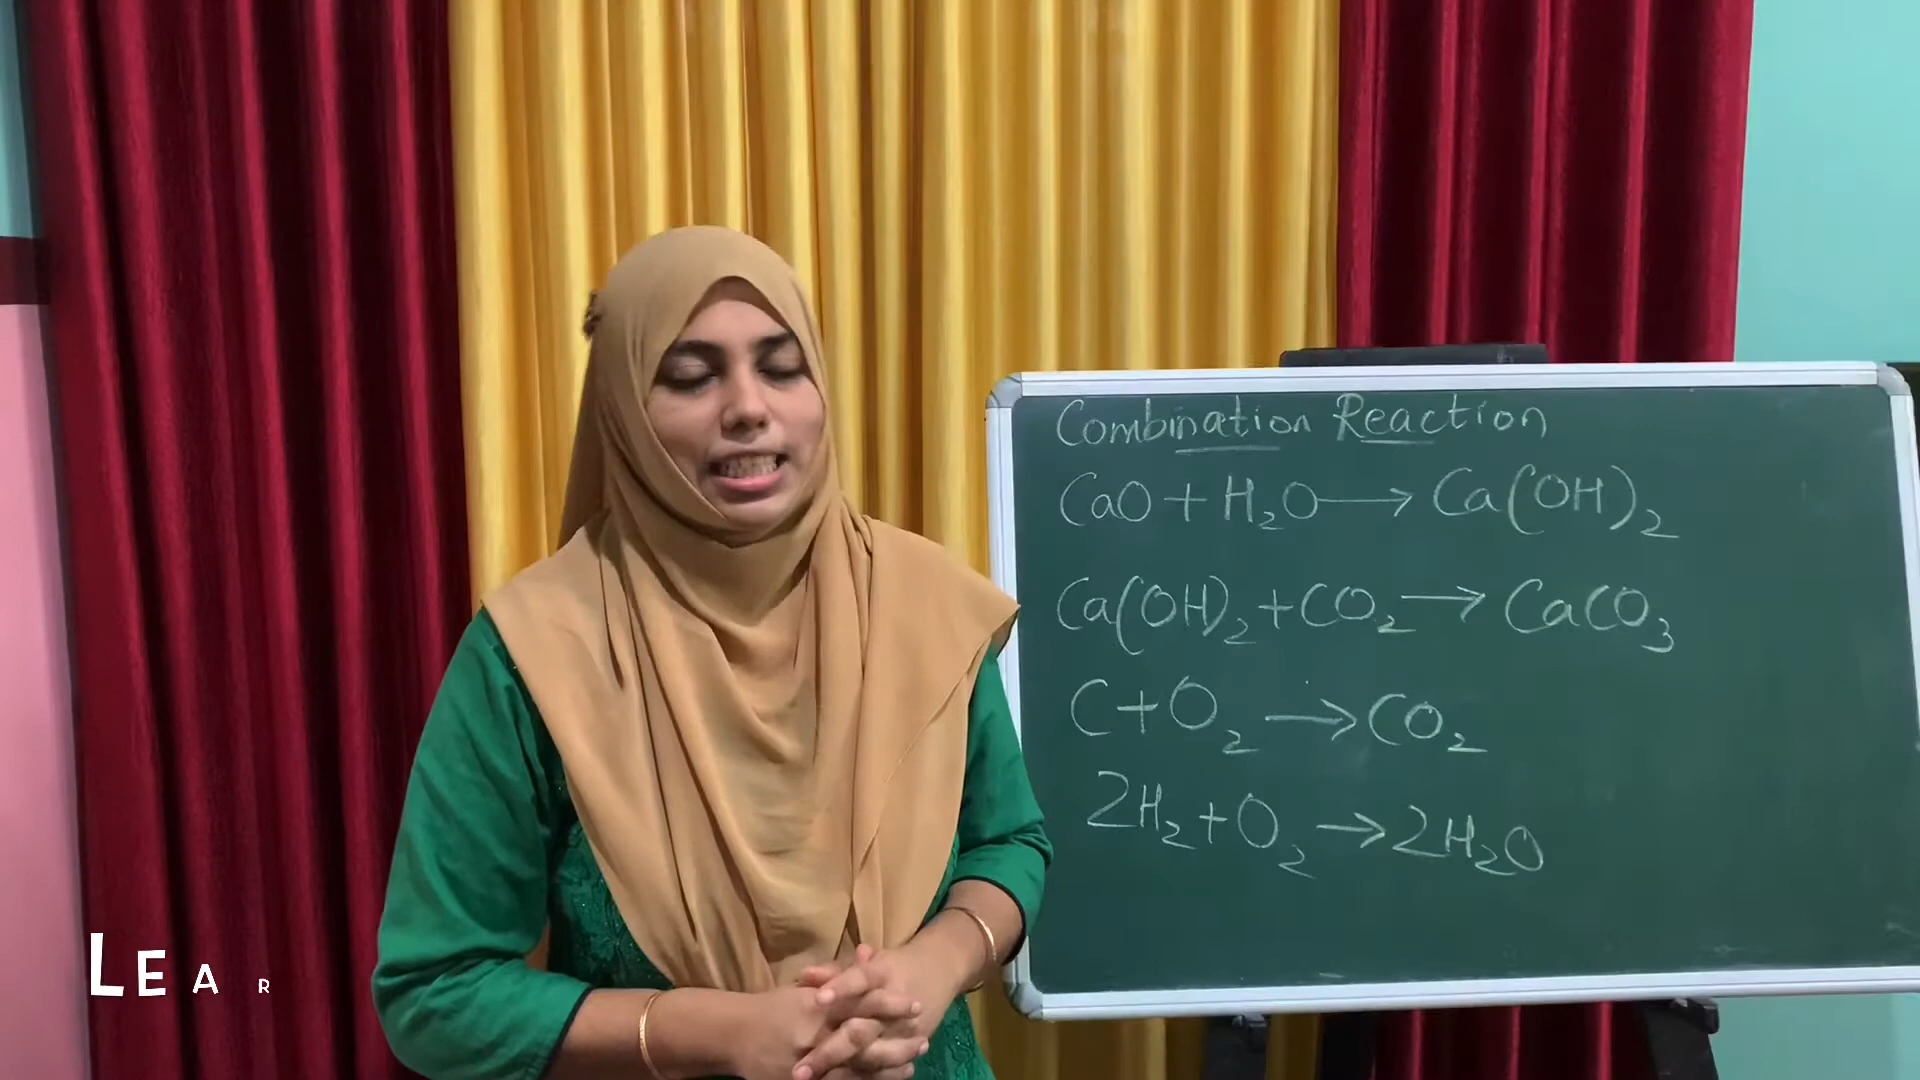 Combination Reaction
CaO + H₂O → Ca(OH)₂
Ca(OH)₂ + CO₂ → CaCO₃
C + O₂ → CO₂
2H₂ + O₂ → 2H₂O
LEAR